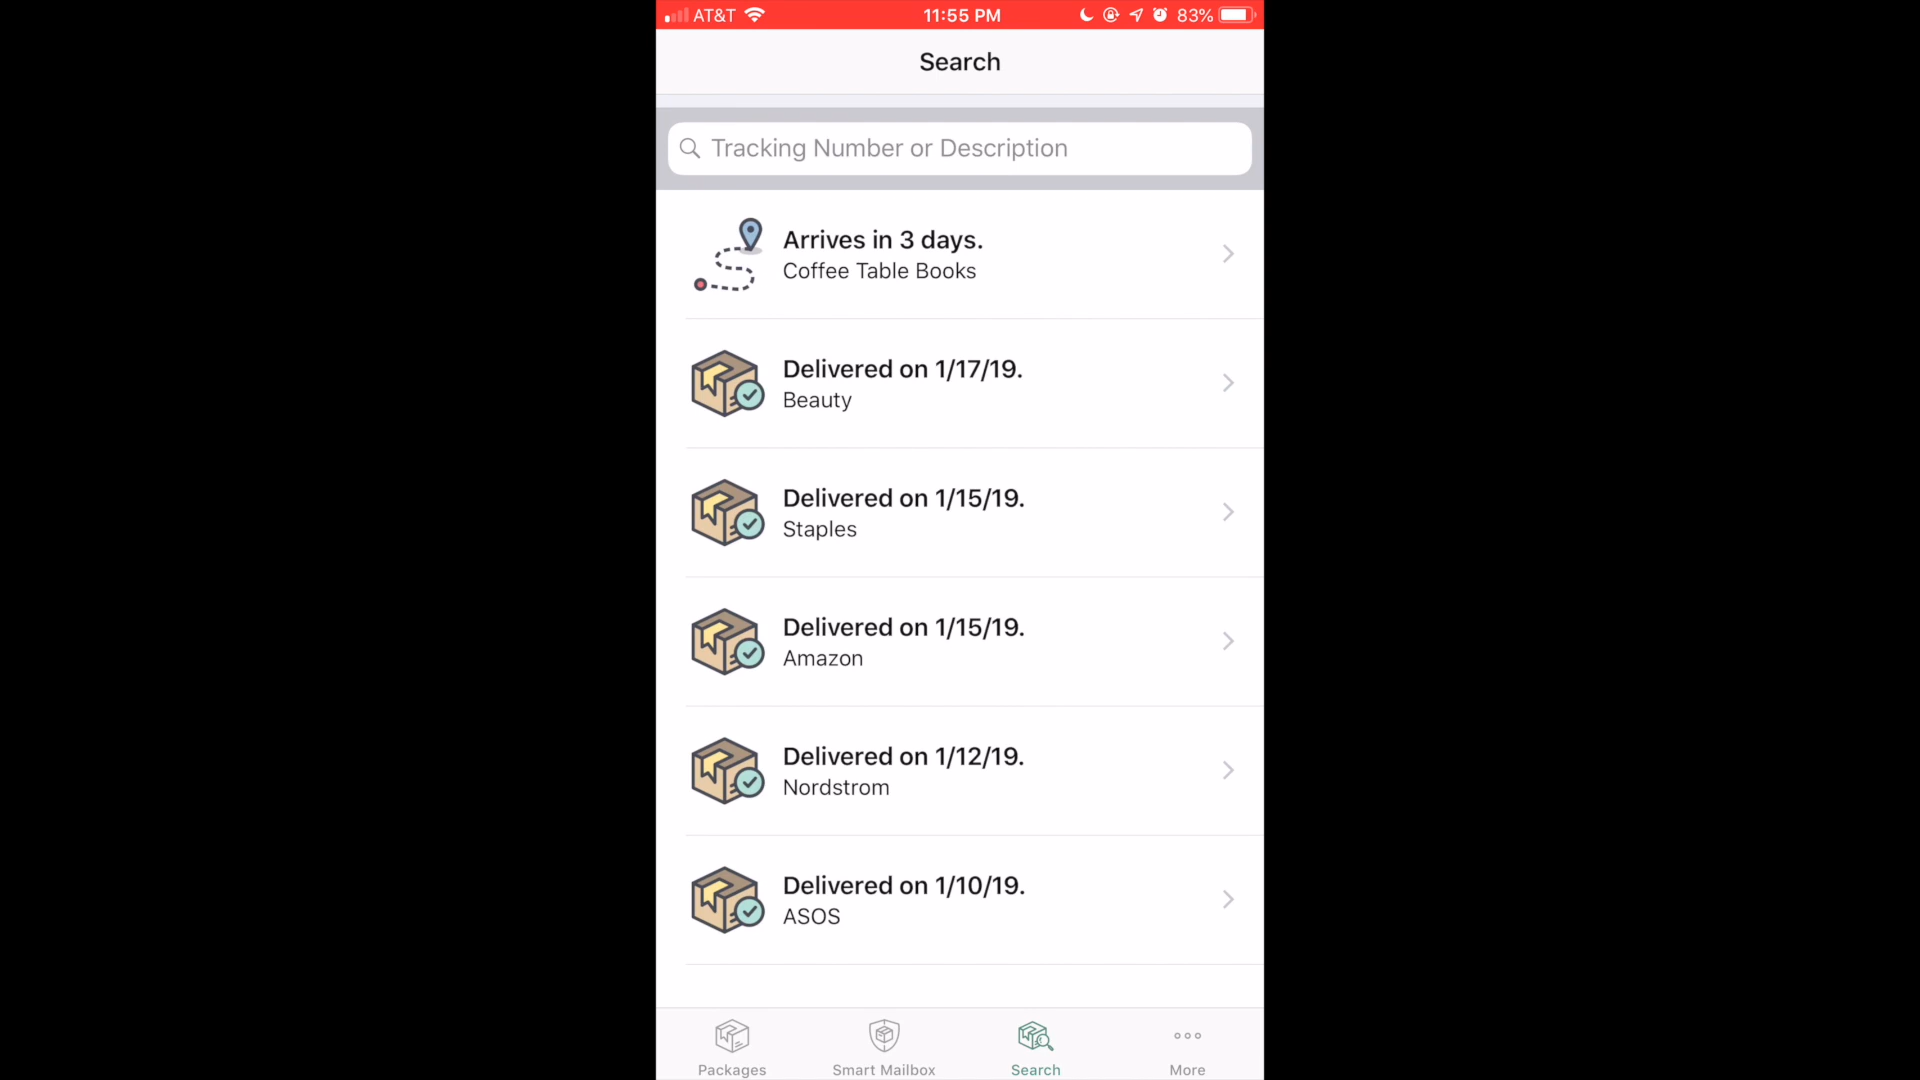 AT&T 11:55 PM 83%
Search
Tracking Number or Description
Arrives in 3 days.
Coffee Table Books
Delivered on 1/17/19.
Beauty
Delivered on 1/15/19.
Staples
Delivered on 1/15/19.
Amazon
Delivered on 1/12/19.
Nordstrom
Delivered on 1/10/19.
ASOS
Packages Smart Mailbox Search More